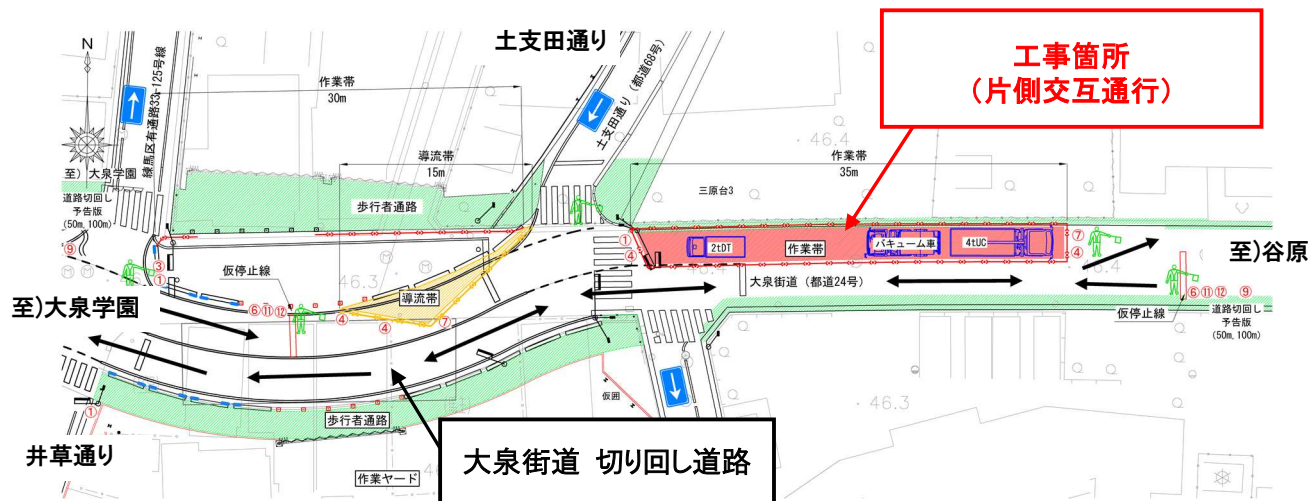 土支田通り
工事箇所
(片側交互通行)
N
作業帯
30m
練馬区有通路33-125号線
土支田通り(都道68号)
46.4
導流帯
15m
作業帯
35m
至)大泉学園
道路切回し
予告版
(50m,100m)
⑨
歩行者通路
三原台3
①
④
2tDT
作業帯
バキューム車
4tUC
⑦
④
46.4
46.4
至)谷原
③
①
仮停止線
46.3
大泉街道(都道24号)
至)大泉学園
⑥⑪⑫
導流帯
④
④
⑦
⑥⑪⑫
⑨
仮停止線
道路切回し
予告版
(50m,100m)
①
歩行者通路
仮囲
46.3
井草通り
作業ヤード
46
大泉街道 切り回し道路